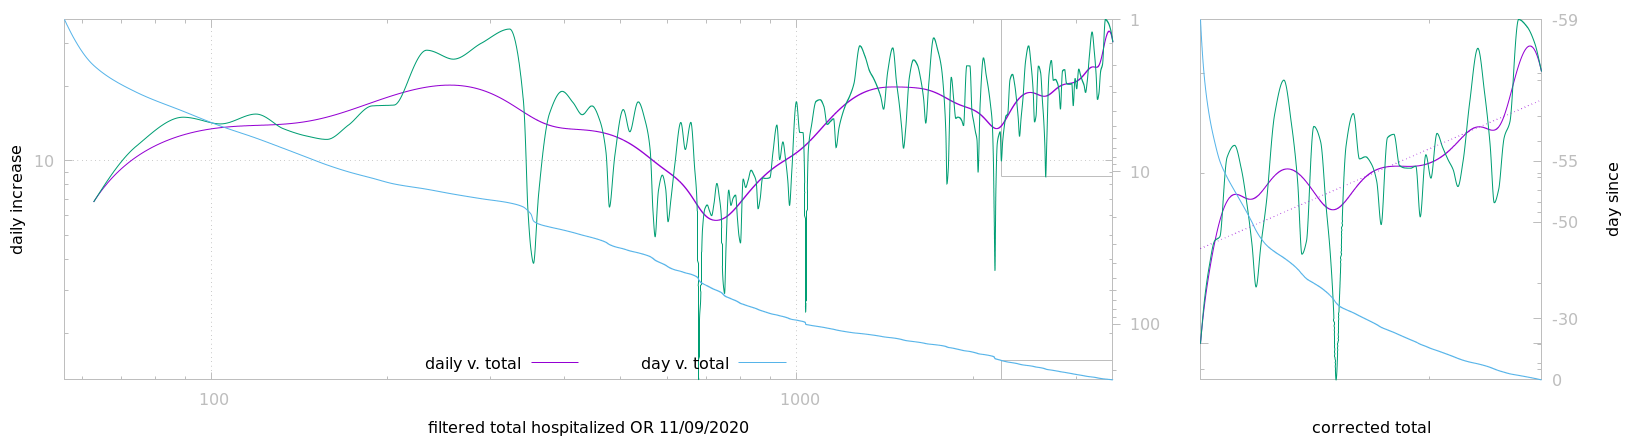 1
-59
10
10
-55
-50
-30
0
daily increase
day since
100
daily v. total
day v. total
100
1000
filtered total hospitalized OR 11/09/2020
corrected total